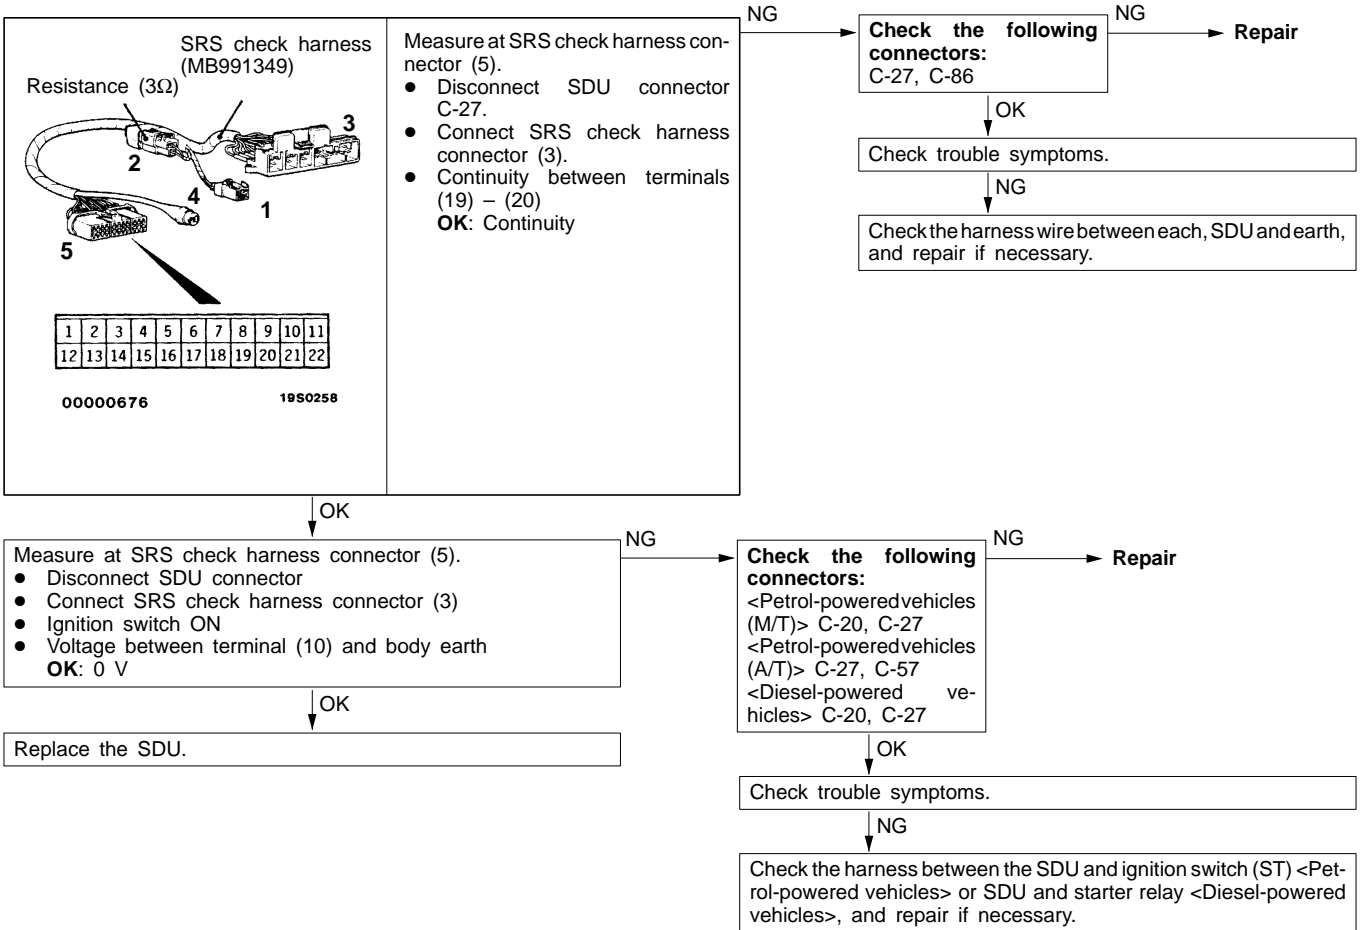 SRS check harness
(MB991349)
Resistance (3Ω)
3
2
4
1
5
1 2 3 4 5 6 7 8 9 10 11
12 13 14 15 16 17 18 19 20 21 22
00000676
19S0258
Measure at SRS check harness con-
nector (5).
● Disconnect SDU connector
C-27.
● Connect SRS check harness
connector (3).
● Continuity between terminals
(19) – (20)
OK: Continuity
NG
Check the following
connectors:
C-27, C-86
NG
Repair
OK
Check trouble symptoms.
NG
Check the harness wire between each, SDU and earth,
and repair if necessary.
OK
Measure at SRS check harness connector (5).
● Disconnect SDU connector
● Connect SRS check harness connector (3)
● Ignition switch ON
● Voltage between terminal (10) and body earth
OK: 0 V
NG
Check the following
connectors:
<Petrol-powered vehicles
(M/T)> C-20, C-27
<Petrol-powered vehicles
(A/T)> C-27, C-57
<Diesel-powered ve-
hicles> C-20, C-27
NG
Repair
OK
Replace the SDU.
OK
Check trouble symptoms.
NG
Check the harness between the SDU and ignition switch (ST) <Pet-
rol-powered vehicles> or SDU and starter relay <Diesel-powered
vehicles>, and repair if necessary.